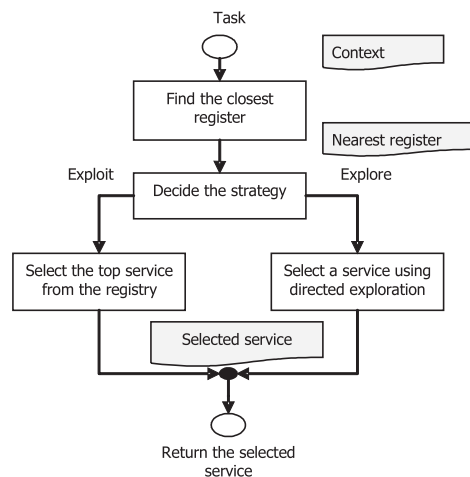 Task
Context
Find the closest
register
Nearest register
Exploit
Explore
Decide the strategy
Select the top service
from the registry
Select a service using
directed exploration
Selected service
Return the selected
service